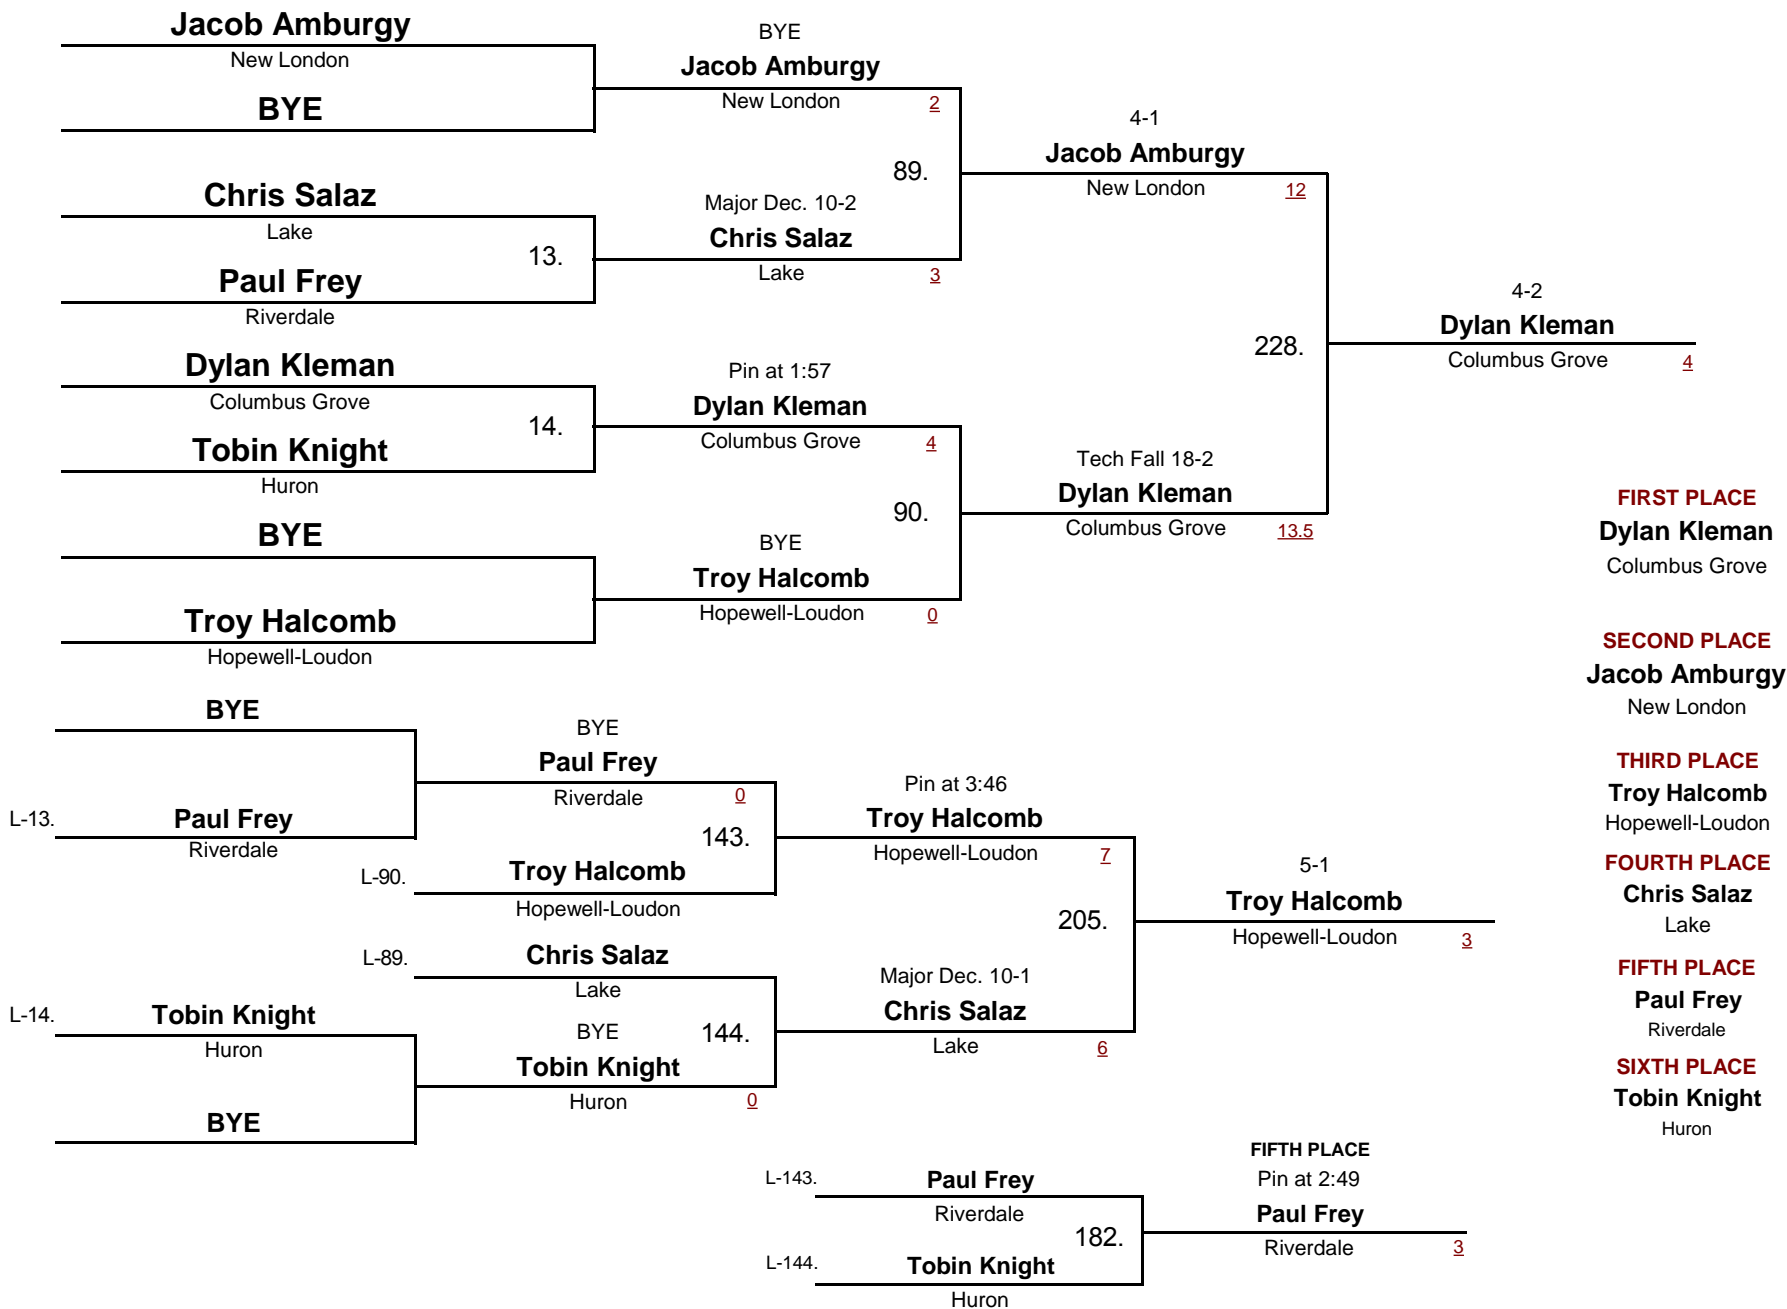 Jacob Amburgy
New London
BYE
Chris Salaz
Lake
13.
Paul Frey
Riverdale
Dylan Kleman
Columbus Grove
14.
Tobin Knight
Huron
BYE
Troy Halcomb
Hopewell-Loudon
BYE
Jacob Amburgy
New London 2
89.
Major Dec. 10-2
Chris Salaz
Lake 3
Pin at 1:57
Dylan Kleman
Columbus Grove 4
90.
BYE
Troy Halcomb
Hopewell-Loudon 0
4-1
Jacob Amburgy
New London 12
228.
Tech Fall 18-2
Dylan Kleman
Columbus Grove 13.5
4-2
Dylan Kleman
Columbus Grove 4
FIRST PLACE
Dylan Kleman
Columbus Grove
SECOND PLACE
Jacob Amburgy
New London
THIRD PLACE
Troy Halcomb
Hopewell-Loudon
FOURTH PLACE
Chris Salaz
Lake
FIFTH PLACE
Paul Frey
Riverdale
SIXTH PLACE
Tobin Knight
Huron
BYE
L-13. Paul Frey
Riverdale
L-14. Tobin Knight
Huron
BYE
BYE
Paul Frey
Riverdale 0
143.
L-90. Troy Halcomb
Hopewell-Loudon
L-89. Chris Salaz
Lake
BYE 144.
Tobin Knight
Huron 0
Pin at 3:46
Troy Halcomb
Hopewell-Loudon 7
205.
Major Dec. 10-1
Chris Salaz
Lake 6
5-1
Troy Halcomb
Hopewell-Loudon 3
L-143. Paul Frey
Riverdale
182.
L-144. Tobin Knight
Huron
FIFTH PLACE
Pin at 2:49
Paul Frey
Riverdale 3